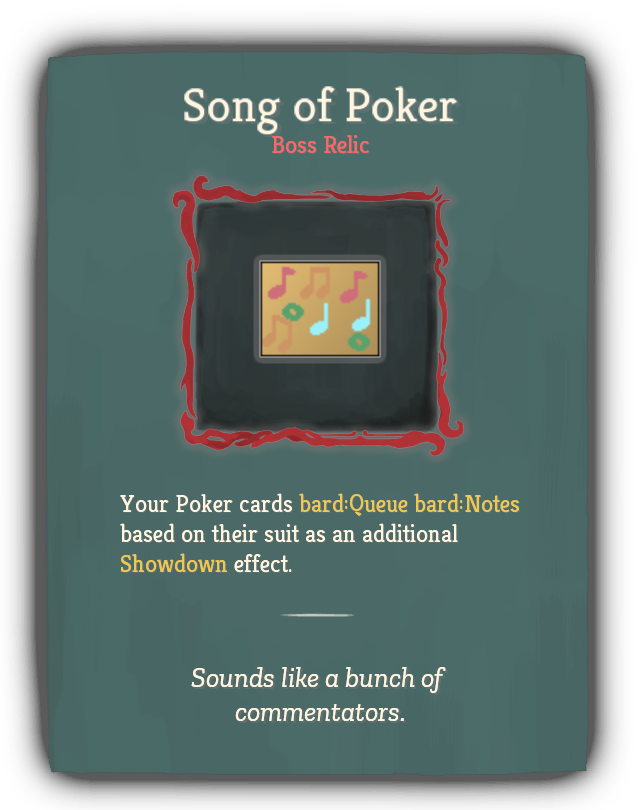 Song of Poker
Boss Relic
Your Poker cards bard:Queue bard:Notes
based on their suit as an additional
Showdown effect.
Sounds like a bunch of
commentators.